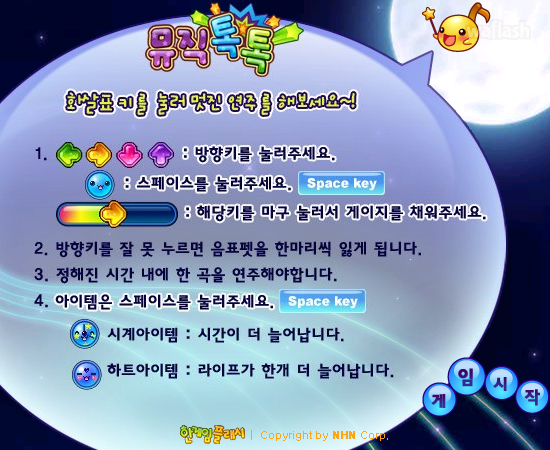 뮤직톡톡
waflash
화살표 키를 눌러 멋진 연주를 해보세요~!
1. : 방향키를 눌러주세요.
: 스페이스를 눌러주세요. Space key
: 해당키를 마구 눌러서 게이지를 채워주세요.
2. 방향키를 잘 못 누르면 음표펫을 한마리씩 잃게 됩니다.
3. 정해진 시간 내에 한 곡을 연주해야합니다.
4. 아이템은 스페이스를 눌러주세요. Space key
시계아이템 : 시간이 더 늘어납니다.
하트아이템 : 라이프가 한개 더 늘어납니다.
게임시작
한게임플래시 | Copyright by NHN Corp.